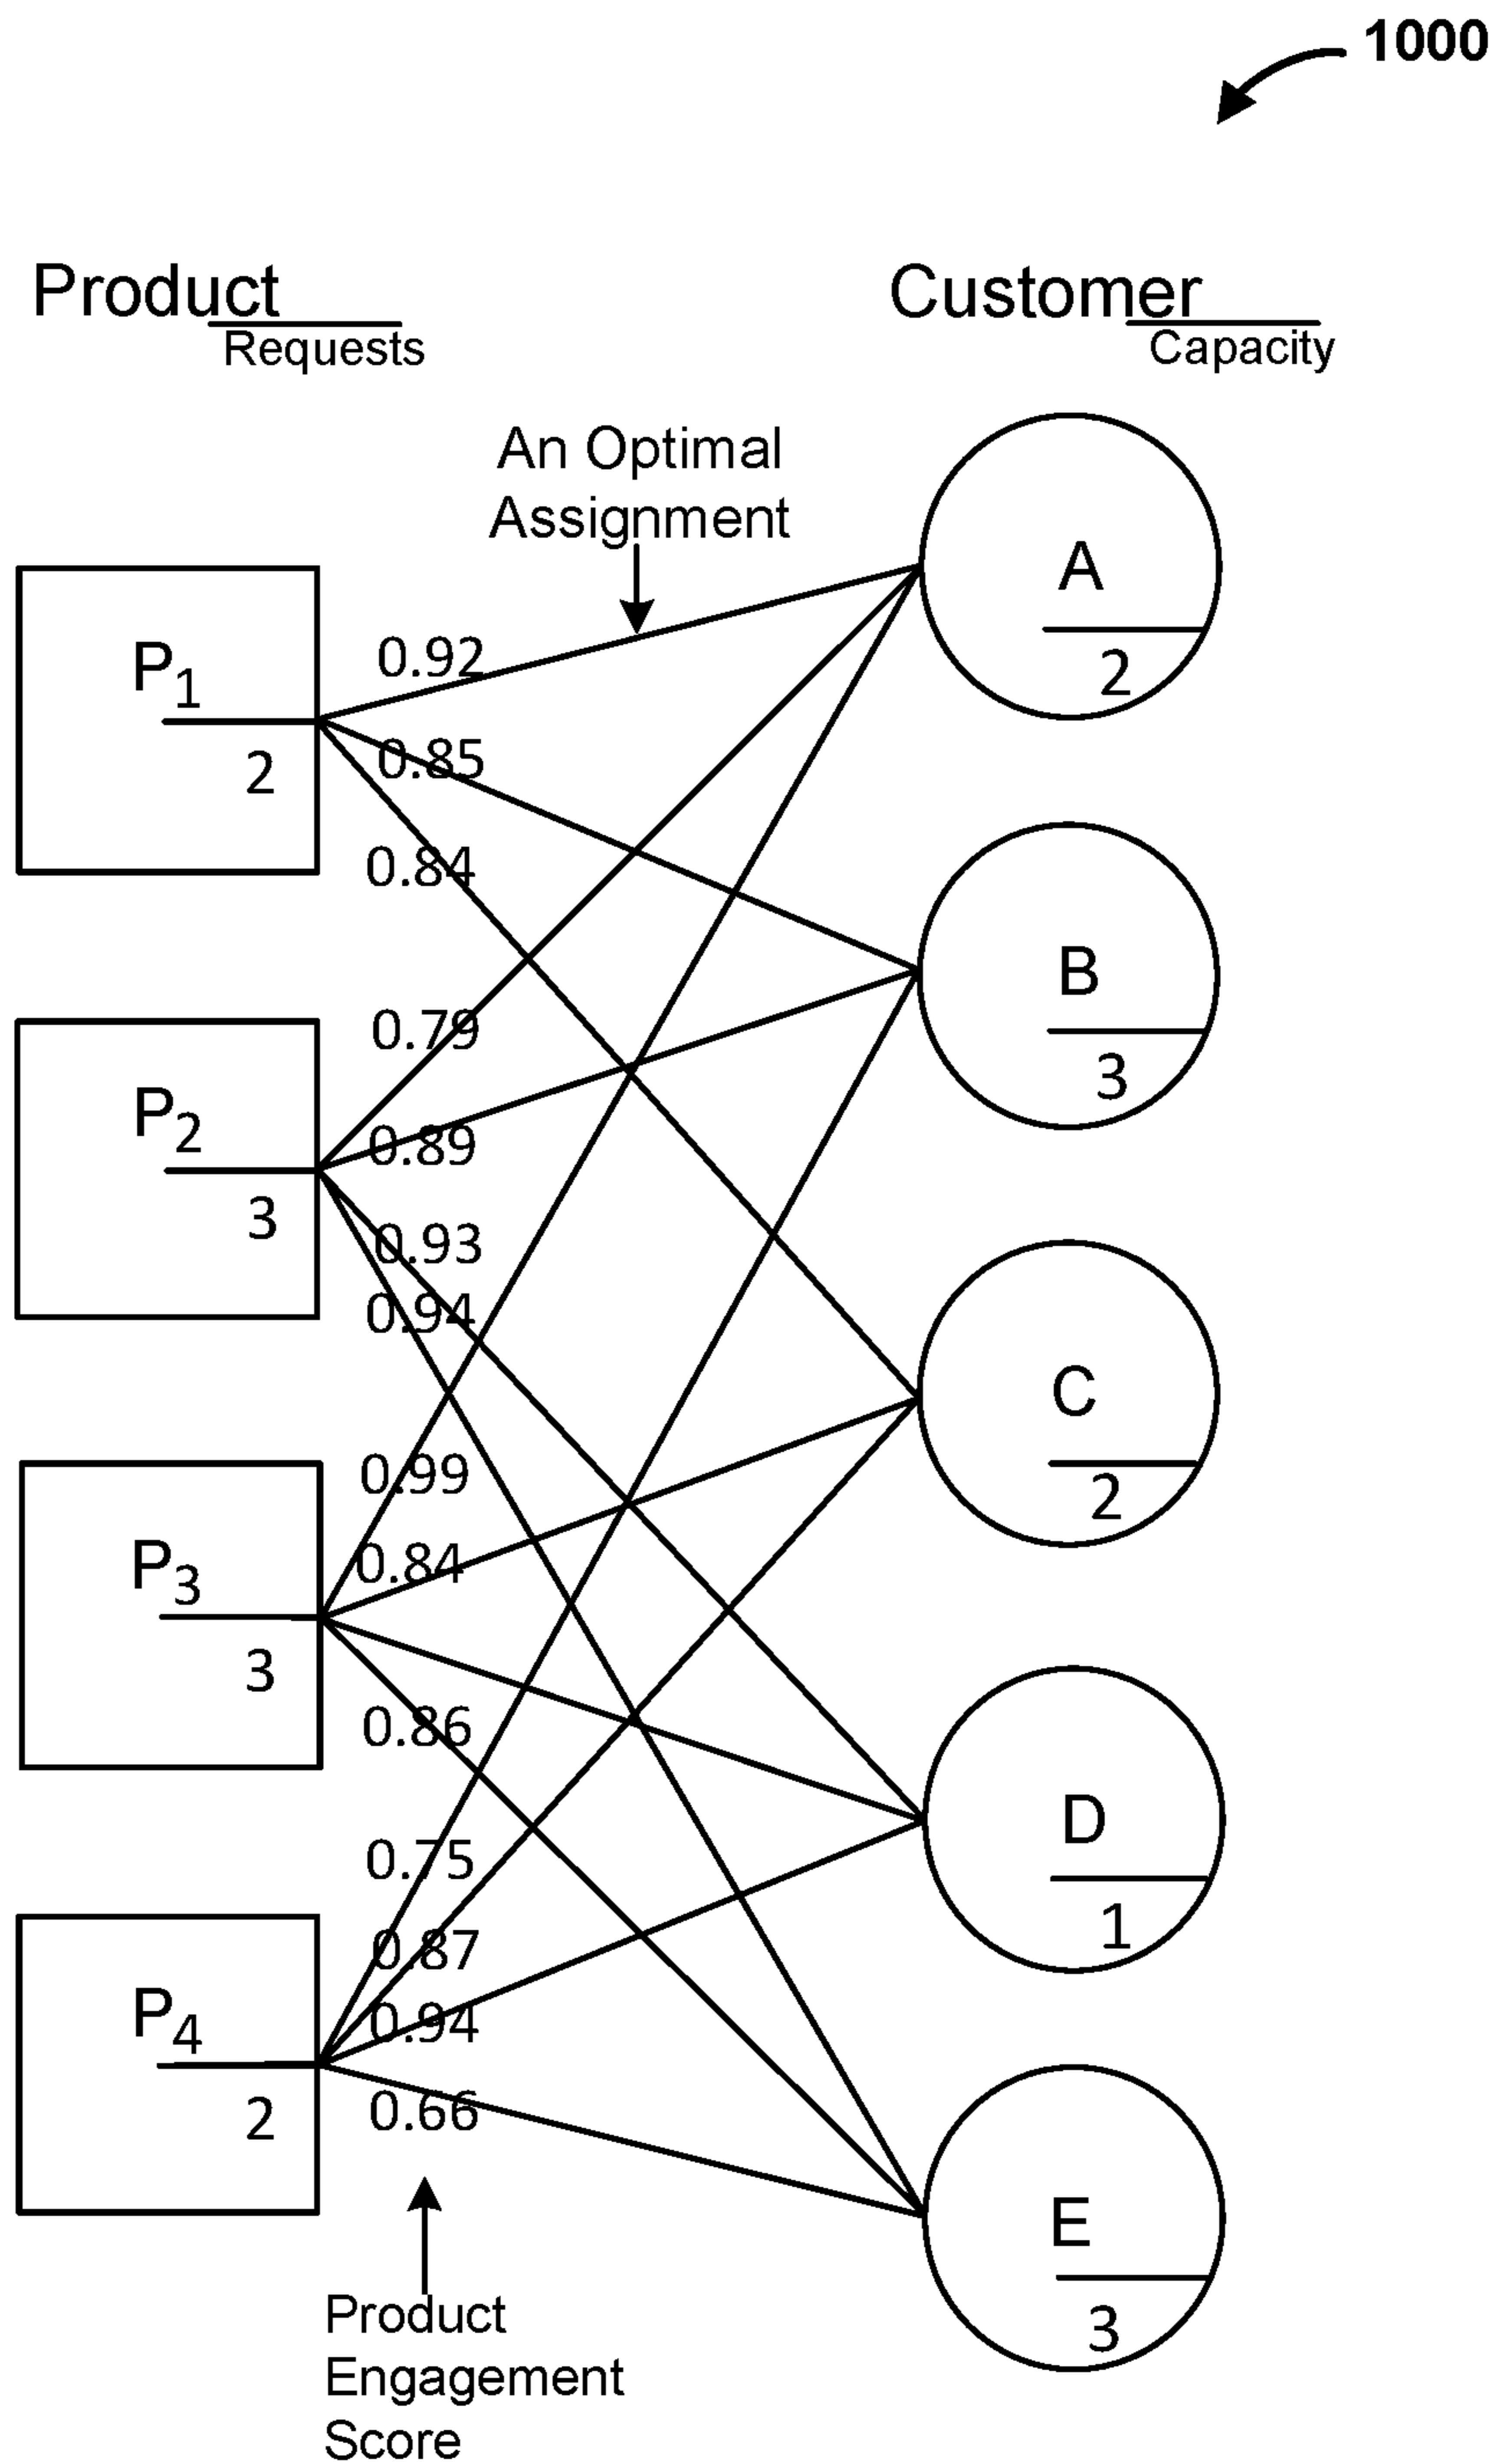 1000
Product
Requests
Customer
Capacity
An Optimal
Assignment
A
2
P1
2
0.92
0.85
0.84
B
3
P2
3
0.79
0.89
0.93
0.94
C
2
P3
3
0.99
0.84
0.86
D
1
P4
2
0.75
0.87
0.94
0.66
E
3
Product
Engagement
Score